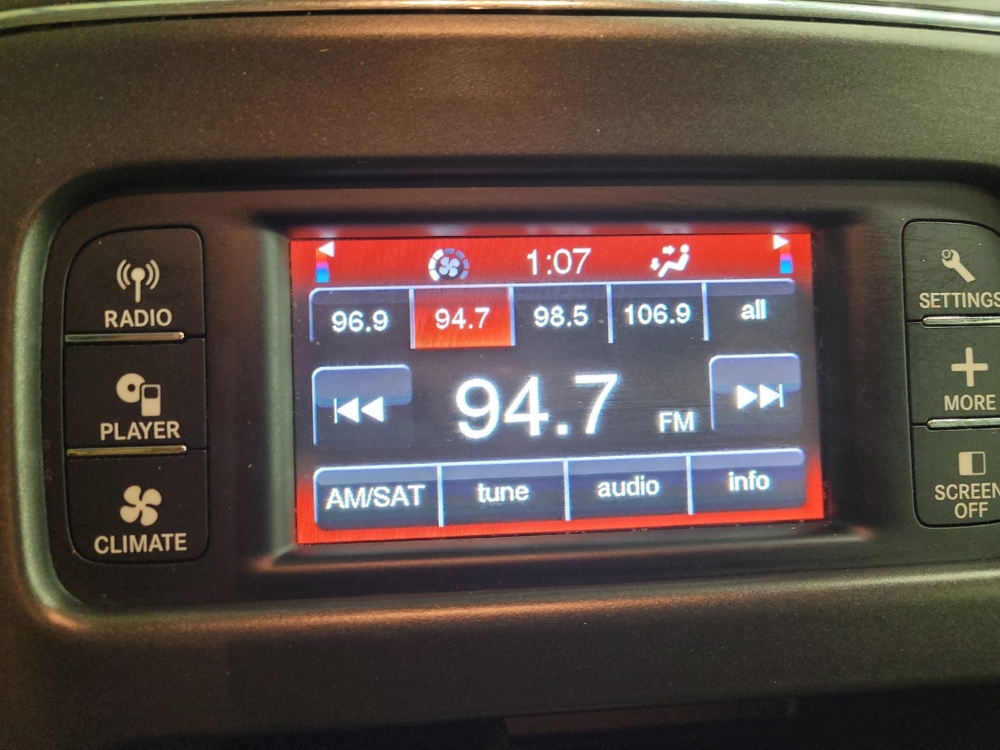 RADIO
PLAYER
CLIMATE
1:07
96.9 94.7 98.5 106.9 all
94.7 FM
AM/SAT tune audio info
SETTINGS
MORE
SCREEN
OFF